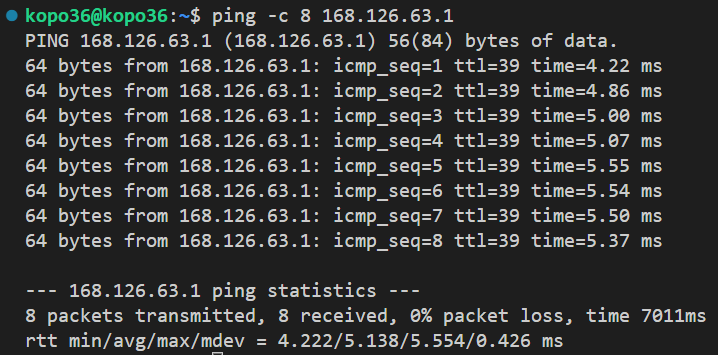 kopo36@kopo36:~$ ping -c 8 168.126.63.1
PING 168.126.63.1 (168.126.63.1) 56(84) bytes of data.
64 bytes from 168.126.63.1: icmp_seq=1 ttl=39 time=4.22 ms
64 bytes from 168.126.63.1: icmp_seq=2 ttl=39 time=4.86 ms
64 bytes from 168.126.63.1: icmp_seq=3 ttl=39 time=5.00 ms
64 bytes from 168.126.63.1: icmp_seq=4 ttl=39 time=5.07 ms
64 bytes from 168.126.63.1: icmp_seq=5 ttl=39 time=5.55 ms
64 bytes from 168.126.63.1: icmp_seq=6 ttl=39 time=5.54 ms
64 bytes from 168.126.63.1: icmp_seq=7 ttl=39 time=5.50 ms
64 bytes from 168.126.63.1: icmp_seq=8 ttl=39 time=5.37 ms
--- 168.126.63.1 ping statistics ---
8 packets transmitted, 8 received, 0% packet loss, time 7011ms
rtt min/avg/max/mdev = 4.222/5.138/5.554/0.426 ms